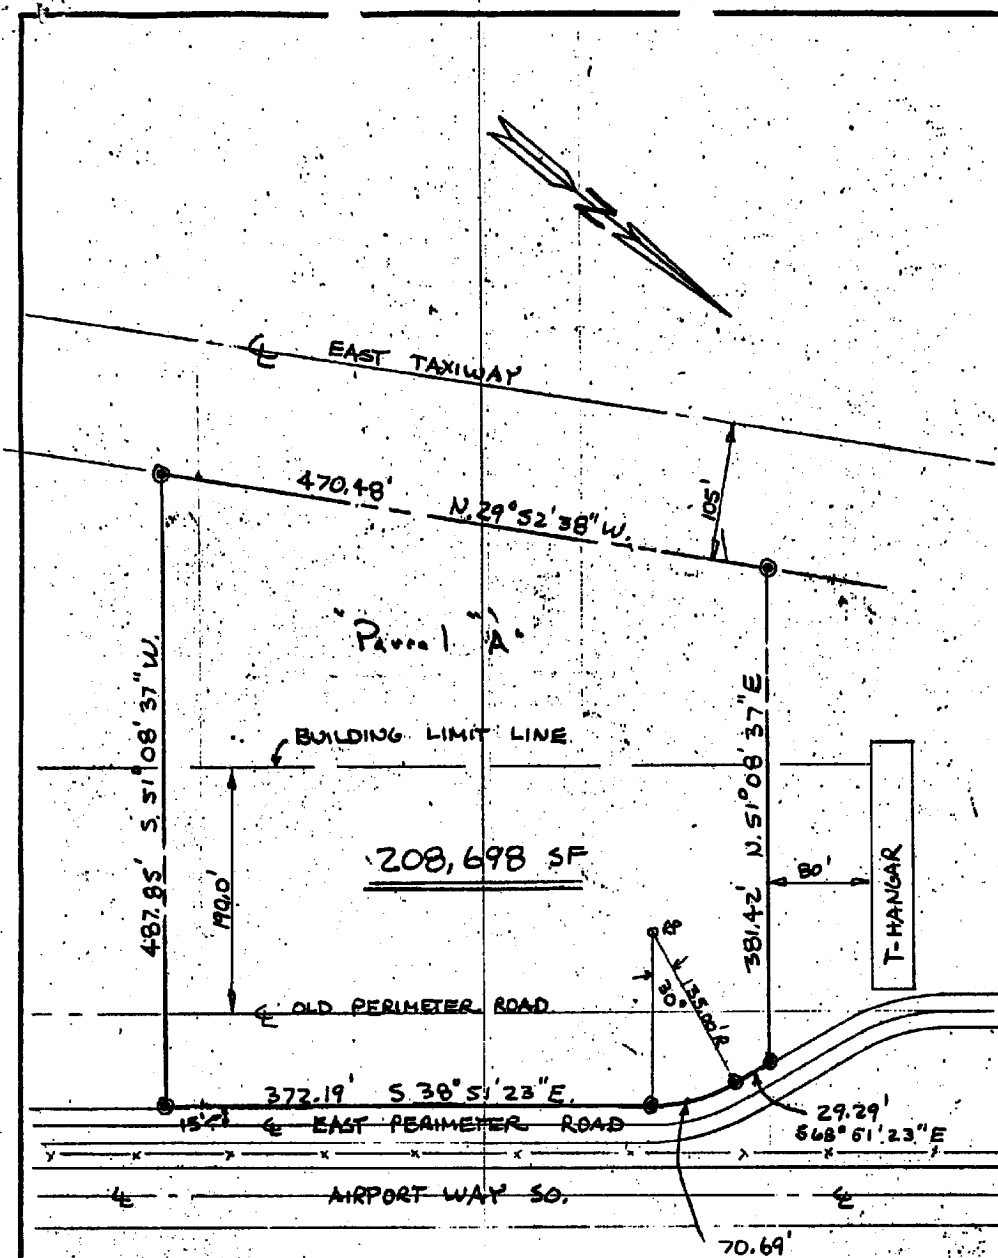 N
℄ EAST TAXIWAY
470.48' N. 29° 52' 38" W.
105'
"Parcel "A"
487.85' S. 51° 08' 37" W.
BUILDING LIMIT LINE
381.42' N. 51° 08' 37" E
190.0'
208,698 SF
80'
T-HANGAR
RP
30°
135.00' R
℄ OLD PERIMETER ROAD
372.19' S 38° 51' 23" E.
29.29'
S 68° 51' 23" E
15'
℄ EAST PERIMETER ROAD
℄ AIRPORT WAY SO. ℄
70.69'